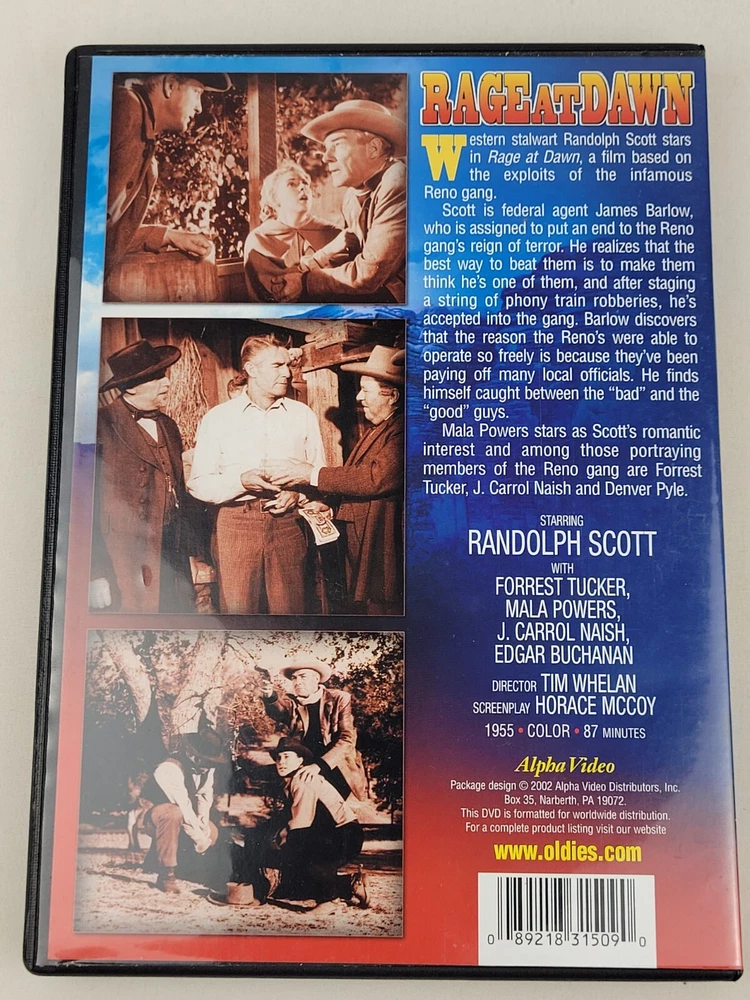 RAGE AT DAWN
Western stalwart Randolph Scott stars
in Rage at Dawn, a film based on
the exploits of the infamous
Reno gang.
Scott is federal agent James Barlow,
who is assigned to put an end to the Reno
gang's reign of terror. He realizes that the
best way to beat them is to make them
think he's one of them, and after staging
a string of phony train robberies, he's
accepted into the gang. Barlow discovers
that the reason the Reno's were able to
operate so freely is because they've been
paying off many local officials. He finds
himself caught between the “bad” and the
“good” guys.
Mala Powers stars as Scott's romantic
interest and among those portraying
members of the Reno gang are Forrest
Tucker, J. Carrol Naish and Denver Pyle.
STARRING
RANDOLPH SCOTT
WITH
FORREST TUCKER,
MALA POWERS,
J. CARROL NAISH,
EDGAR BUCHANAN
DIRECTOR TIM WHELAN
SCREENPLAY HORACE MCCOY
1955 • COLOR • 87 MINUTES
Alpha Video
Package design © 2002 Alpha Video Distributors, Inc.
Box 35, Narberth, PA 19072.
This DVD is formatted for worldwide distribution.
For a complete product listing visit our website
www.oldies.com
0 89218 31509 0